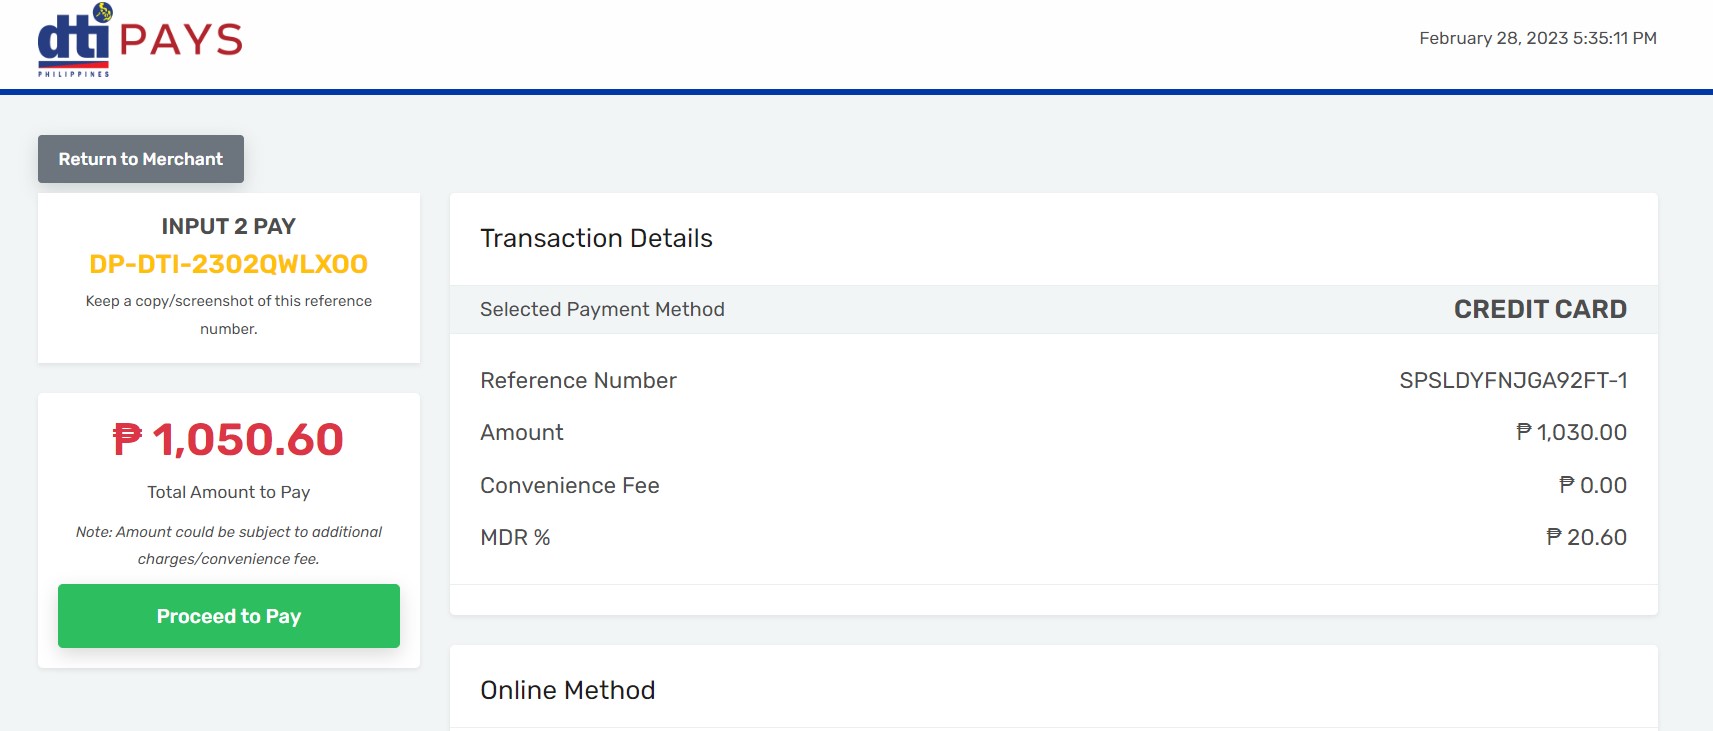 dti PAYS
PHILIPPINES
February 28, 2023 5:35:11 PM
Return to Merchant
INPUT 2 PAY
DP-DTI-2302QWLXOO
Keep a copy/screenshot of this reference
number.
₱ 1,050.60
Total Amount to Pay
Note: Amount could be subject to additional
charges/convenience fee.
Proceed to Pay
Transaction Details
Selected Payment Method CREDIT CARD
Reference Number SPSLDYFNJGA92FT-1
Amount ₱ 1,030.00
Convenience Fee ₱ 0.00
MDR % ₱ 20.60
Online Method